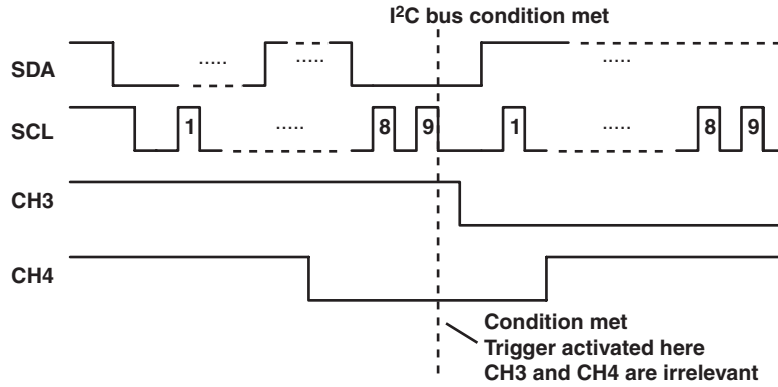 I²C bus condition met
SDA ..... ..... .....
SCL 1 ..... 8 9 1 ..... 8 9
CH3
CH4
Condition met
Trigger activated here
CH3 and CH4 are irrelevant